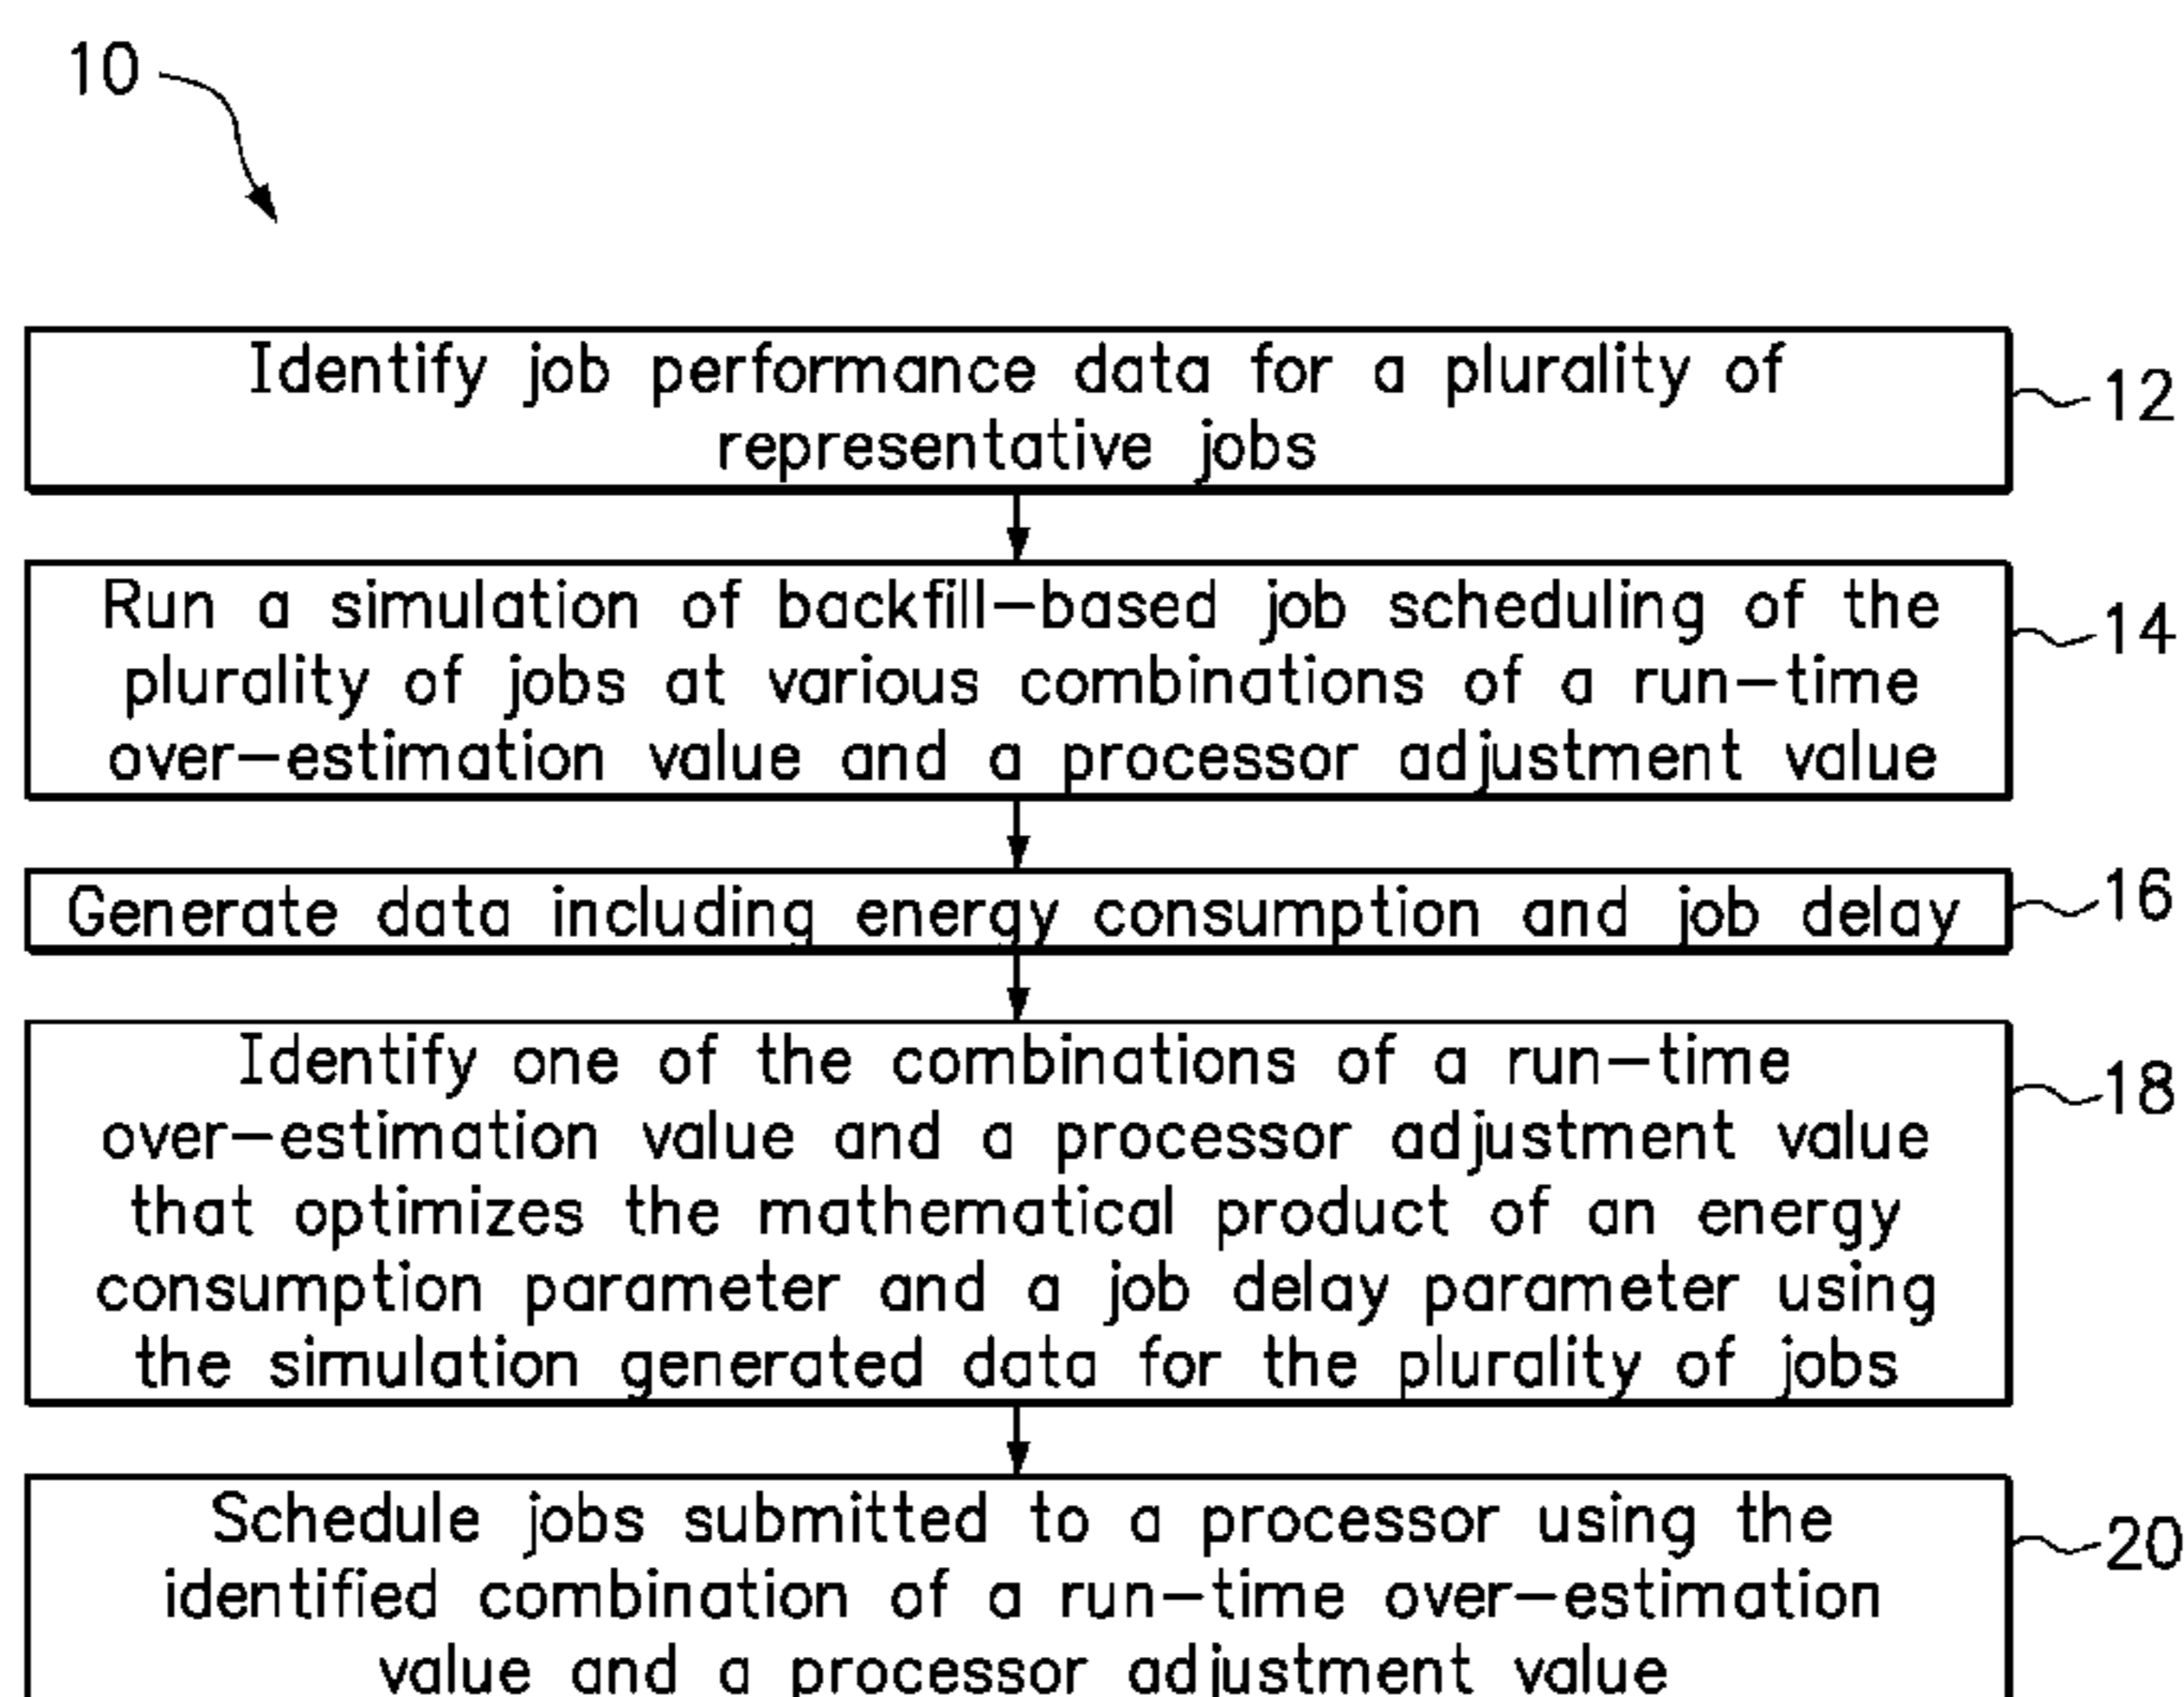 10
Identify job performance data for a plurality of
representative jobs
12
Run a simulation of backfill-based job scheduling of the
plurality of jobs at various combinations of a run-time
over-estimation value and a processor adjustment value
14
Generate data including energy consumption and job delay
16
Identify one of the combinations of a run-time
over-estimation value and a processor adjustment value
that optimizes the mathematical product of an energy
consumption parameter and a job delay parameter using
the simulation generated data for the plurality of jobs
18
Schedule jobs submitted to a processor using the
identified combination of a run-time over-estimation
value and a processor adjustment value
20